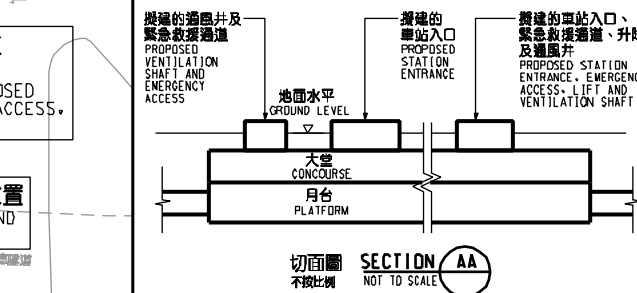 OSED
ACCESS.
置
ND
擬建的通風井及
緊急救援通道
PROPOSED
VENTILATION
SHAFT AND
EMERGENCY
ACCESS
擬建的
車站入口
PROPOSED
STATION
ENTRANCE
擬建的車站入口、
緊急救援通道、升降
及通風井
PROPOSED STATION
ENTRANCE, EMERGENC
ACCESS, LIFT AND
VENTILATION SHAFT
地面水平
GROUND LEVEL
大堂
CONCOURSE
月台
PLATFORM
切面圖 SECTION AA
不按比例 NOT TO SCALE